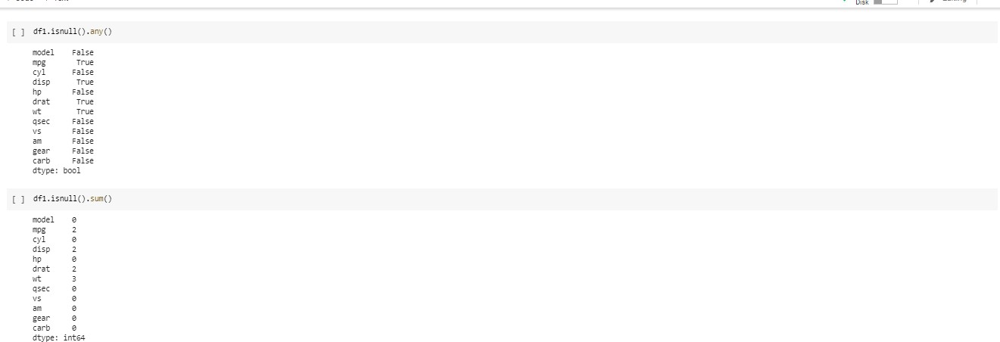 Disk
[ ] df1.isnull().any()
model False
mpg True
cyl False
disp True
hp False
drat True
wt True
qsec False
vs False
am False
gear False
carb False
dtype: bool
[ ] df1.isnull().sum()
model 0
mpg 2
cyl 0
disp 2
hp 0
drat 2
wt 3
qsec 0
vs 0
am 0
gear 0
carb 0
dtype: int64